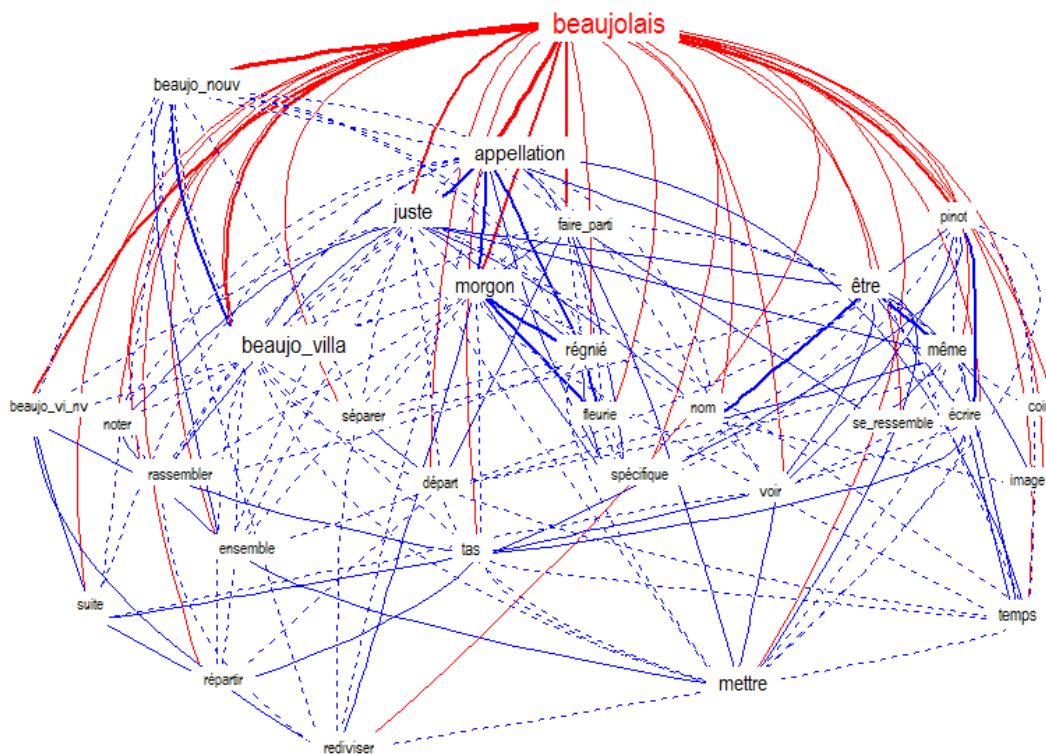 beaujolais
beaujo_nouv
appellation
juste
faire_parti
pinot
morgon
être
beaujo_villa
régnié
même
beaujo_vi_nv
noter
séparer
fleurie
nom
se_ressemble
écrire
coin
rassembler
départ
spécifique
voir
image
ensemble
tas
suite
temps
répartir
mettre
rediviser